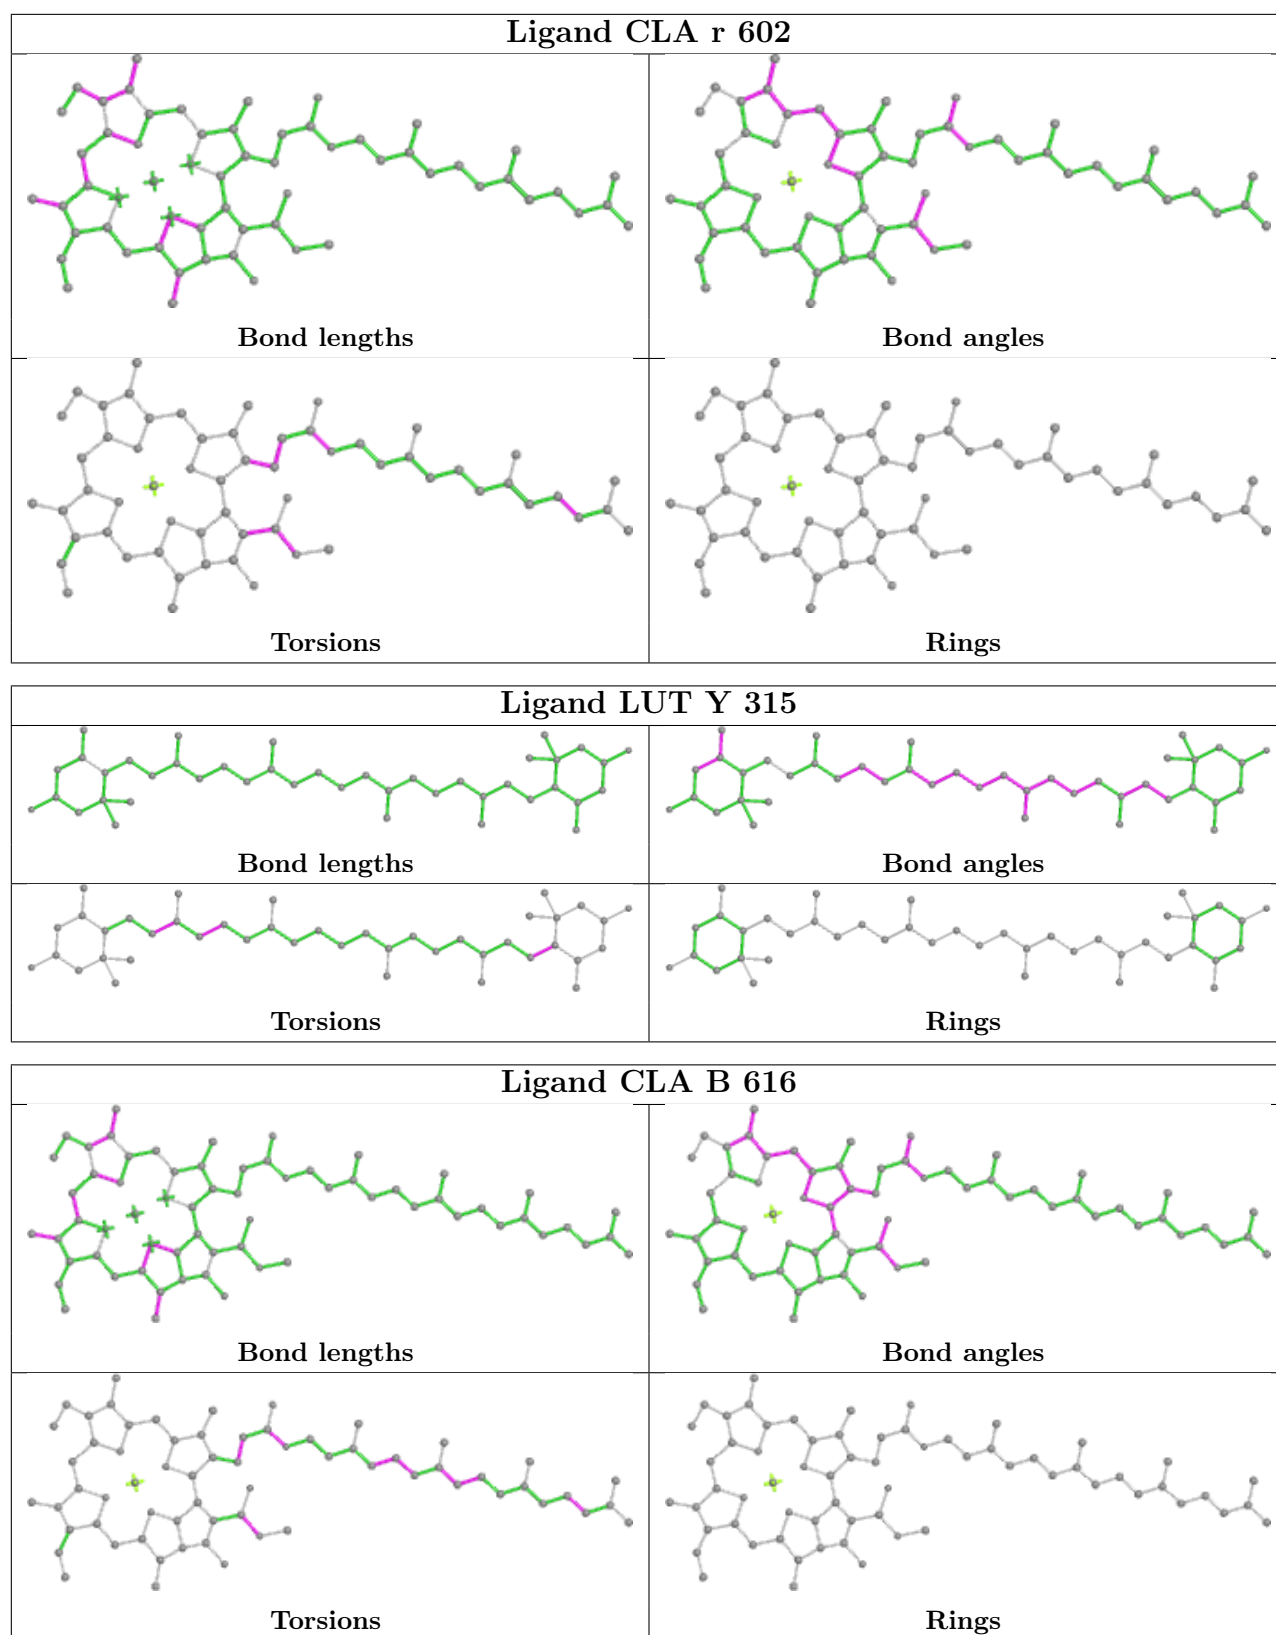 Ligand CLA r 602
Bond lengths
Bond angles
Torsions
Rings
Ligand LUT Y 315
Bond lengths
Bond angles
Torsions
Rings
Ligand CLA B 616
Bond lengths
Bond angles
Torsions
Rings